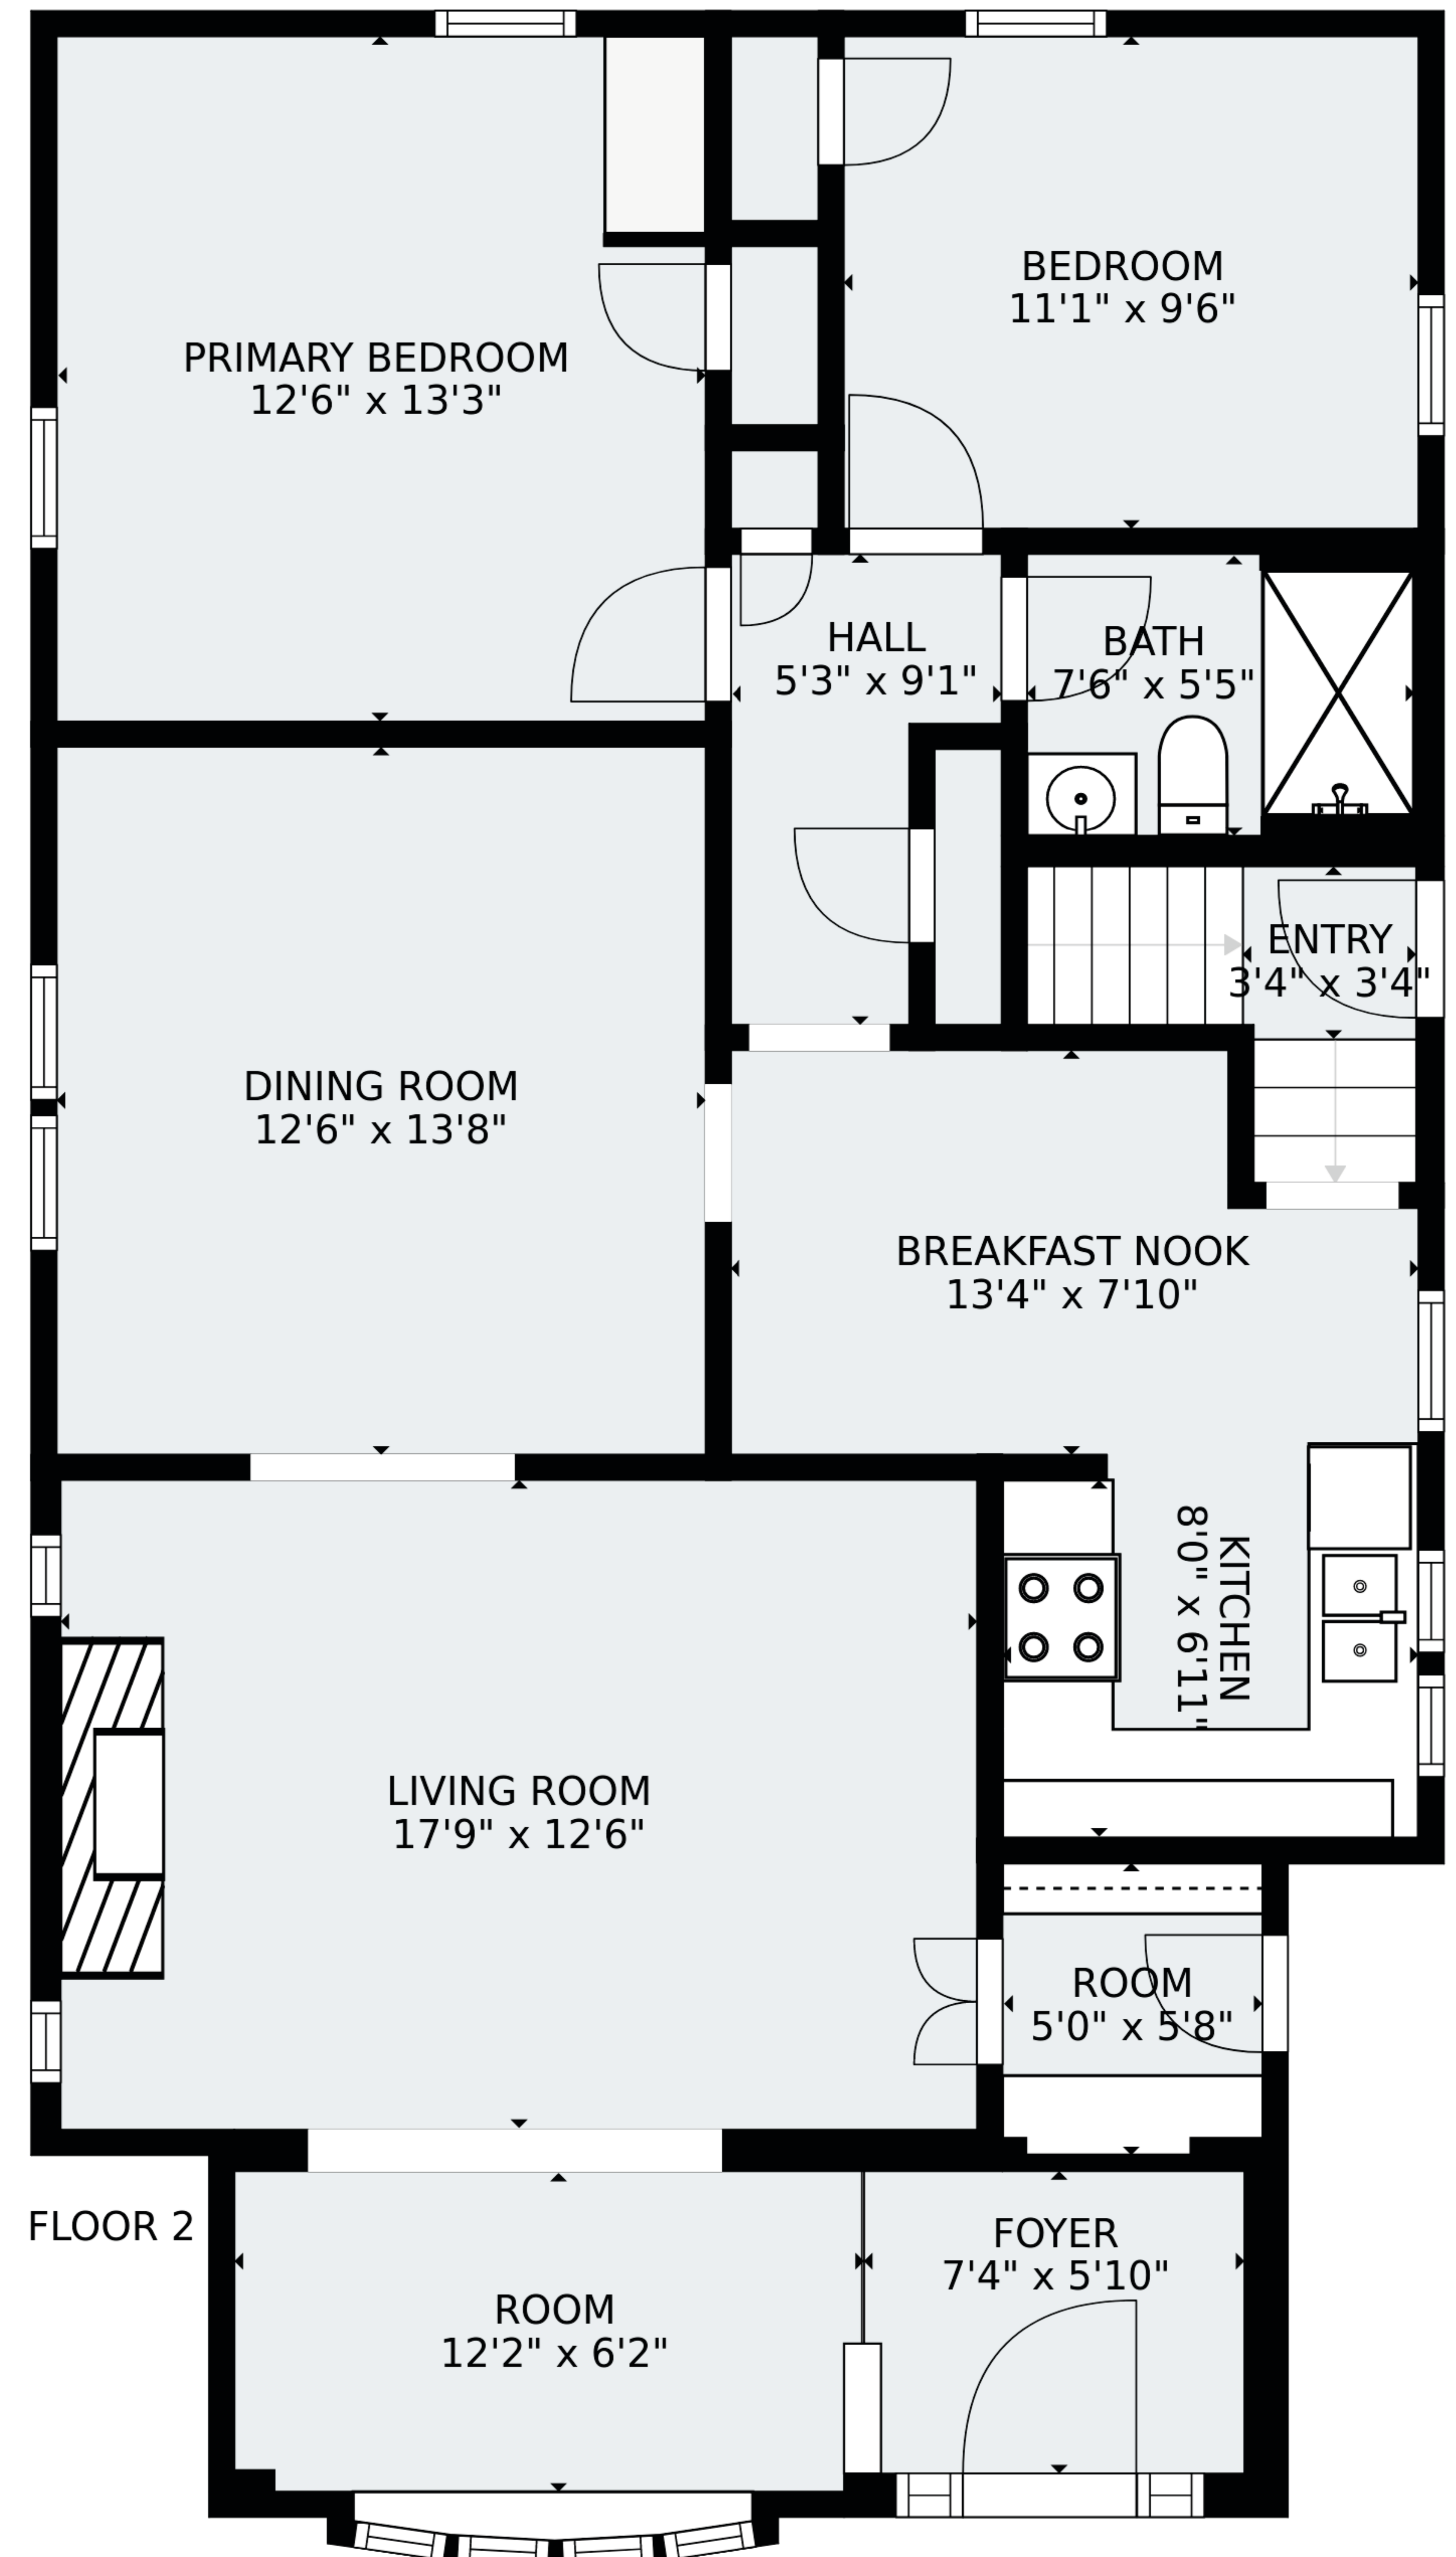 BEDROOM
11'1" x 9'6"
PRIMARY BEDROOM
12'6" x 13'3"
HALL
5'3" x 9'1"
BATH
7'6" x 5'5"
ENTRY
3'4" x 3'4"
DINING ROOM
12'6" x 13'8"
BREAKFAST NOOK
13'4" x 7'10"
KITCHEN
8'0" x 6'11"
LIVING ROOM
17'9" x 12'6"
ROOM
5'0" x 5'8"
FLOOR 2
FOYER
7'4" x 5'10"
ROOM
12'2" x 6'2"